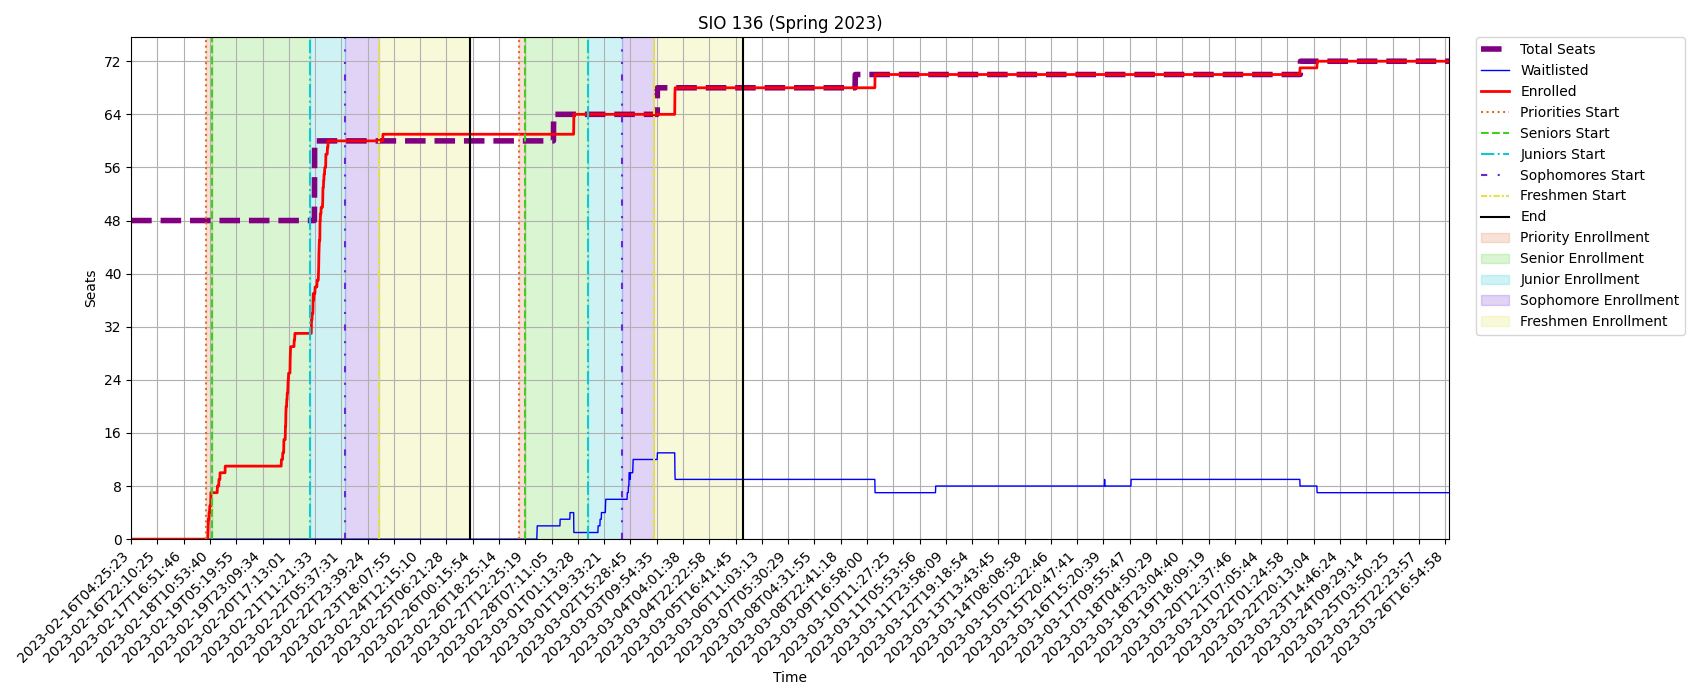 SIO 136 (Spring 2023)
Seats
72
64
56
48
40
32
24
16
8
0
2023-02-16T04:25:23
2023-02-16T22:10:25
2023-02-17T16:51:46
2023-02-18T10:53:40
2023-02-19T05:19:55
2023-02-19T23:09:34
2023-02-20T17:13:01
2023-02-21T11:21:33
2023-02-22T05:37:31
2023-02-22T23:39:24
2023-02-23T18:07:55
2023-02-24T12:15:10
2023-02-25T06:21:28
2023-02-26T00:15:54
2023-02-26T18:25:14
2023-02-27T12:25:19
2023-02-28T07:11:05
2023-03-01T01:13:28
2023-03-01T19:33:21
2023-03-02T15:28:45
2023-03-03T09:54:35
2023-03-04T04:01:38
2023-03-04T22:22:58
2023-03-05T16:41:45
2023-03-06T11:03:13
2023-03-07T05:30:29
2023-03-08T04:31:55
2023-03-08T22:41:18
2023-03-09T16:58:00
2023-03-10T11:27:25
2023-03-11T05:53:56
2023-03-11T23:58:09
2023-03-12T19:18:54
2023-03-13T13:43:45
2023-03-14T08:08:58
2023-03-15T02:22:46
2023-03-15T20:47:41
2023-03-16T15:20:39
2023-03-17T09:55:47
2023-03-18T04:50:29
2023-03-18T23:04:40
2023-03-19T18:09:19
2023-03-20T12:37:46
2023-03-21T07:05:44
2023-03-22T01:24:58
2023-03-22T20:13:04
2023-03-23T14:46:24
2023-03-24T09:29:14
2023-03-25T03:50:25
2023-03-25T22:23:57
2023-03-26T16:54:58
Time
Total Seats
Waitlisted
Enrolled
Priorities Start
Seniors Start
Juniors Start
Sophomores Start
Freshmen Start
End
Priority Enrollment
Senior Enrollment
Junior Enrollment
Sophomore Enrollment
Freshmen Enrollment